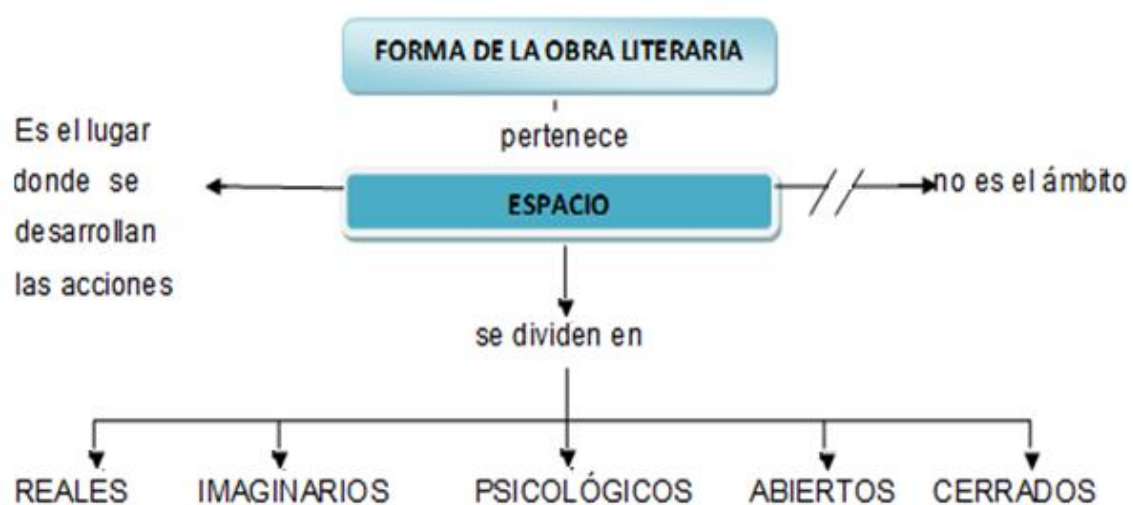 FORMA DE LA OBRA LITERARIA
pertenece
Es el lugar
donde se
desarrollan
las acciones
ESPACIO
no es el ámbito
se dividen en
REALES
IMAGINARIOS
PSICOLÓGICOS
ABIERTOS
CERRADOS